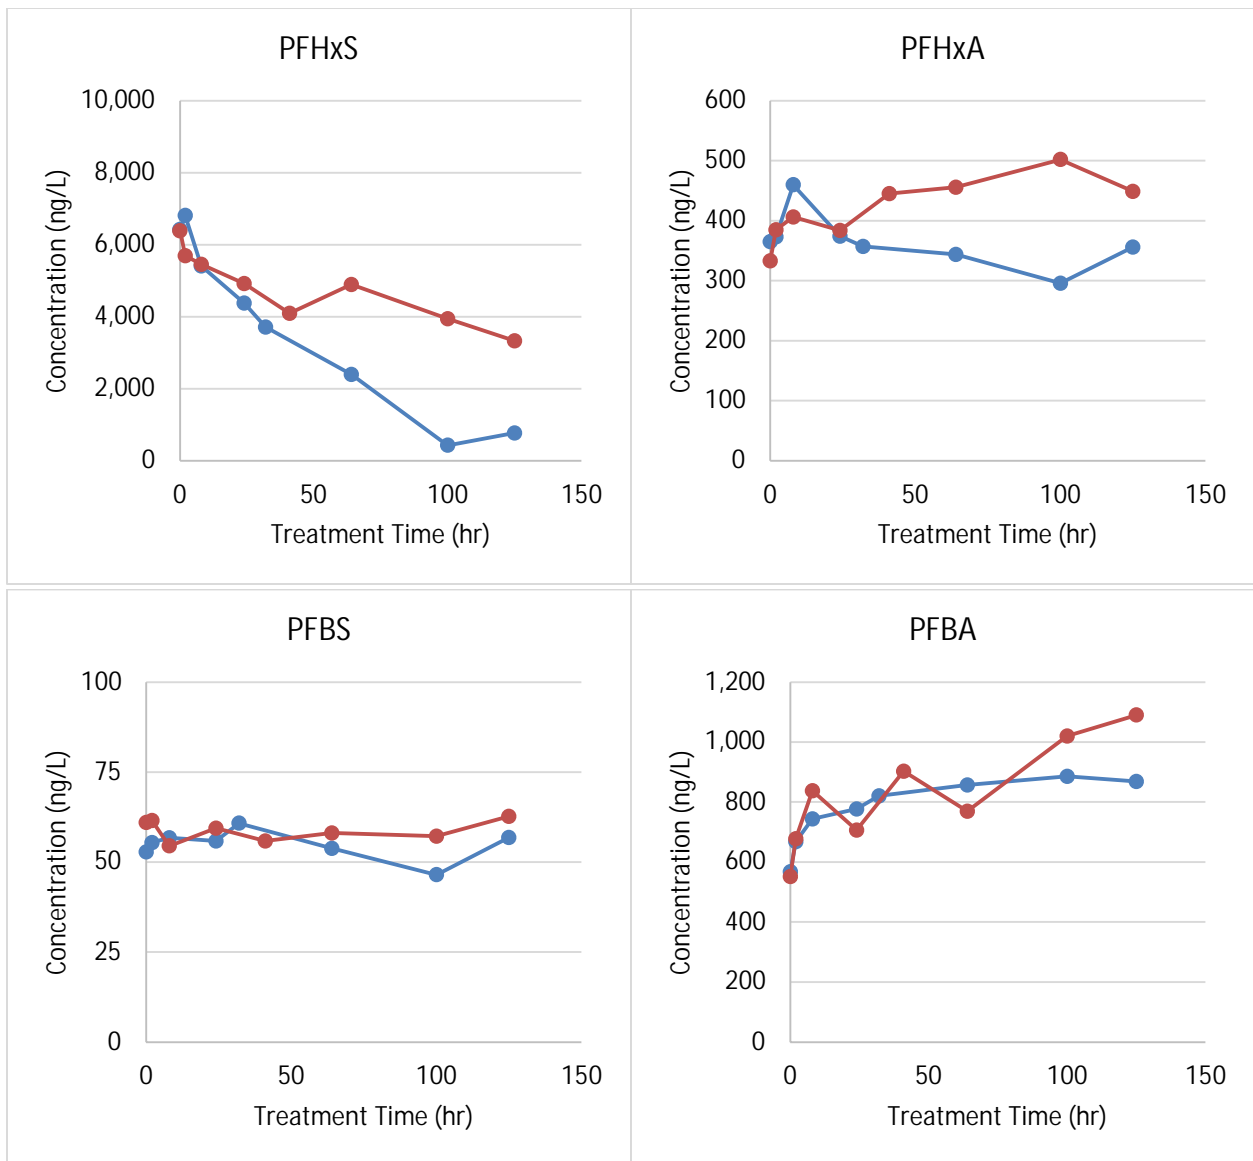 PFHxS
10,000
8,000
6,000
4,000
2,000
0
Concentration (ng/L)
0 50 100 150
Treatment Time (hr)
PFHxA
600
500
400
300
200
100
0
Concentration (ng/L)
0 50 100 150
Treatment Time (hr)
PFBS
100
75
50
25
0
Concentration (ng/L)
0 50 100 150
Treatment Time (hr)
PFBA
1,200
1,000
800
600
400
200
0
Concentration (ng/L)
0 50 100 150
Treatment Time (hr)